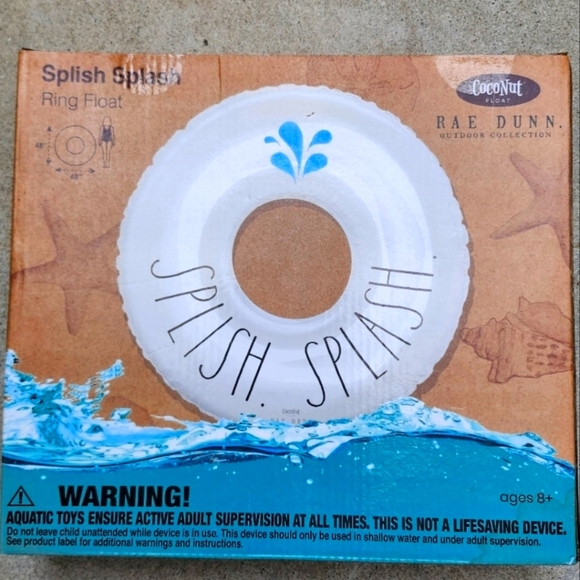 Splish Splash
Ring Float
CocoNut
FLOAT
RAE DUNN.
OUTDOOR COLLECTION
48"
48"
SPLISH. SPLASH.
WARNING!
ages 8+
AQUATIC TOYS ENSURE ACTIVE ADULT SUPERVISION AT ALL TIMES. THIS IS NOT A LIFESAVING DEVICE.
Do not leave child unattended while device is in use. This device should only be used in shallow water and under adult supervision.
See product label for additional warnings and instructions.